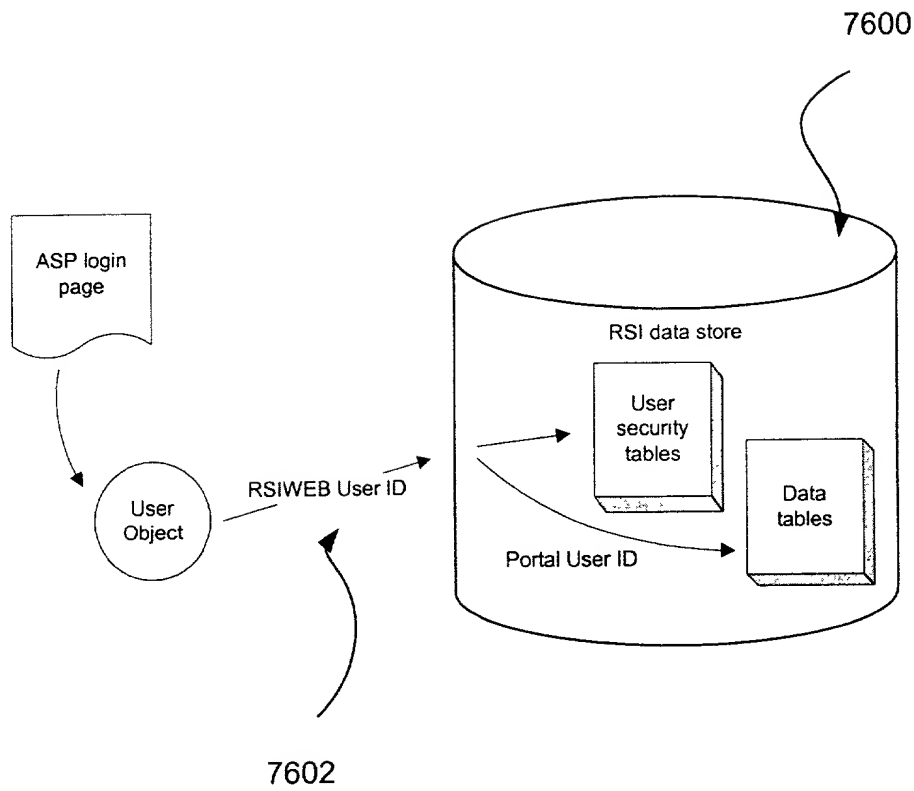 7600
ASP login
page
RSI data store
User
security
tables
Data
tables
RSIWEB User ID
User
Object
Portal User ID
7602